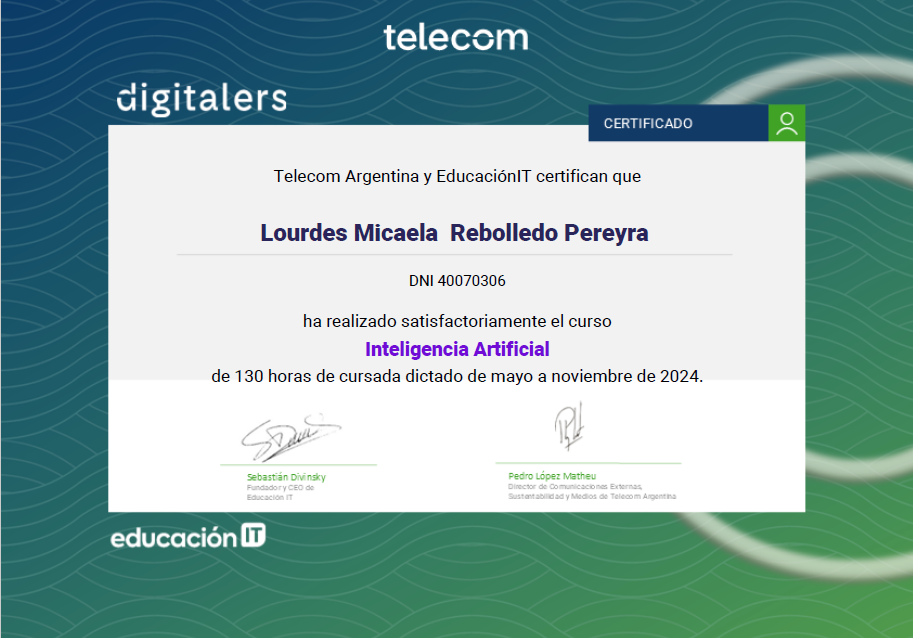 telecom
digitalers
CERTIFICADO
Telecom Argentina y EducaciónIT certifican que
Lourdes Micaela  Rebolledo Pereyra
DNI 40070306
ha realizado satisfactoriamente el curso
Inteligencia Artificial
de 130 horas de cursada dictado de mayo a noviembre de 2024.
Sebastián Divinsky
Fundador y CEO de
Educación IT
Pedro López Matheu
Director de Comunicaciones Externas,
Sustentabilidad y Medios de Telecom Argentina
educación IT